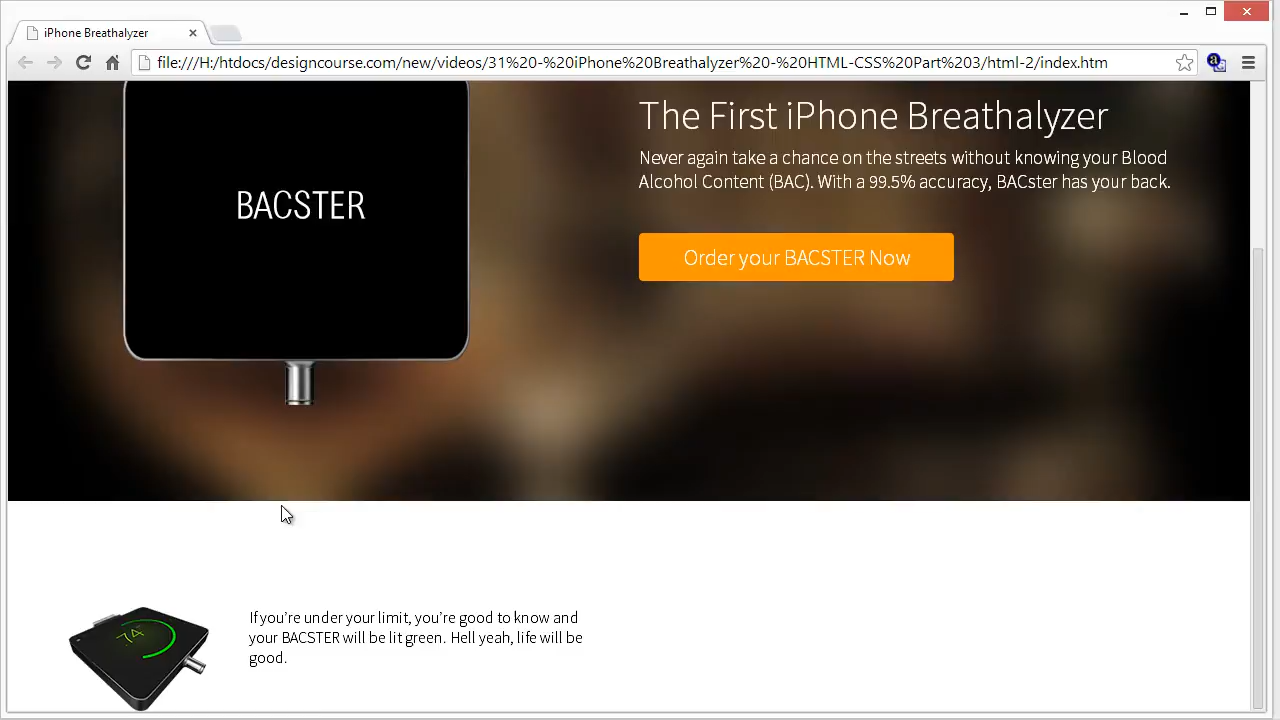 iPhone Breathalyzer
file:///H:/htdocs/designcourse.com/new/videos/31%20-%20iPhone%20Breathalyzer%20-%20HTML-CSS%20Part%203/html-2/index.htm
The First iPhone Breathalyzer
Never again take a chance on the streets without knowing your Blood
Alcohol Content (BAC). With a 99.5% accuracy, BACster has your back.
BACSTER
Order your BACSTER Now
If you’re under your limit, you’re good to know and
your BACSTER will be lit green. Hell yeah, life will be
good.
74